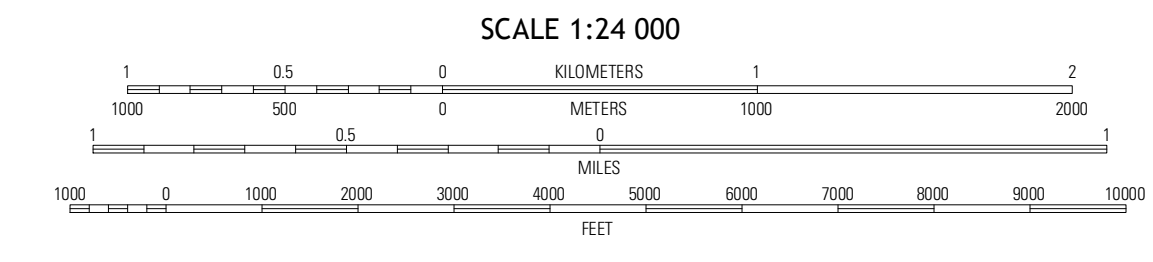 SCALE 1:24 000
1 0.5 0 KILOMETERS 1 2
1000 500 0 METERS 1000 2000
1 0.5 0 1
MILES
1000 0 1000 2000 3000 4000 5000 6000 7000 8000 9000 10000
FEET